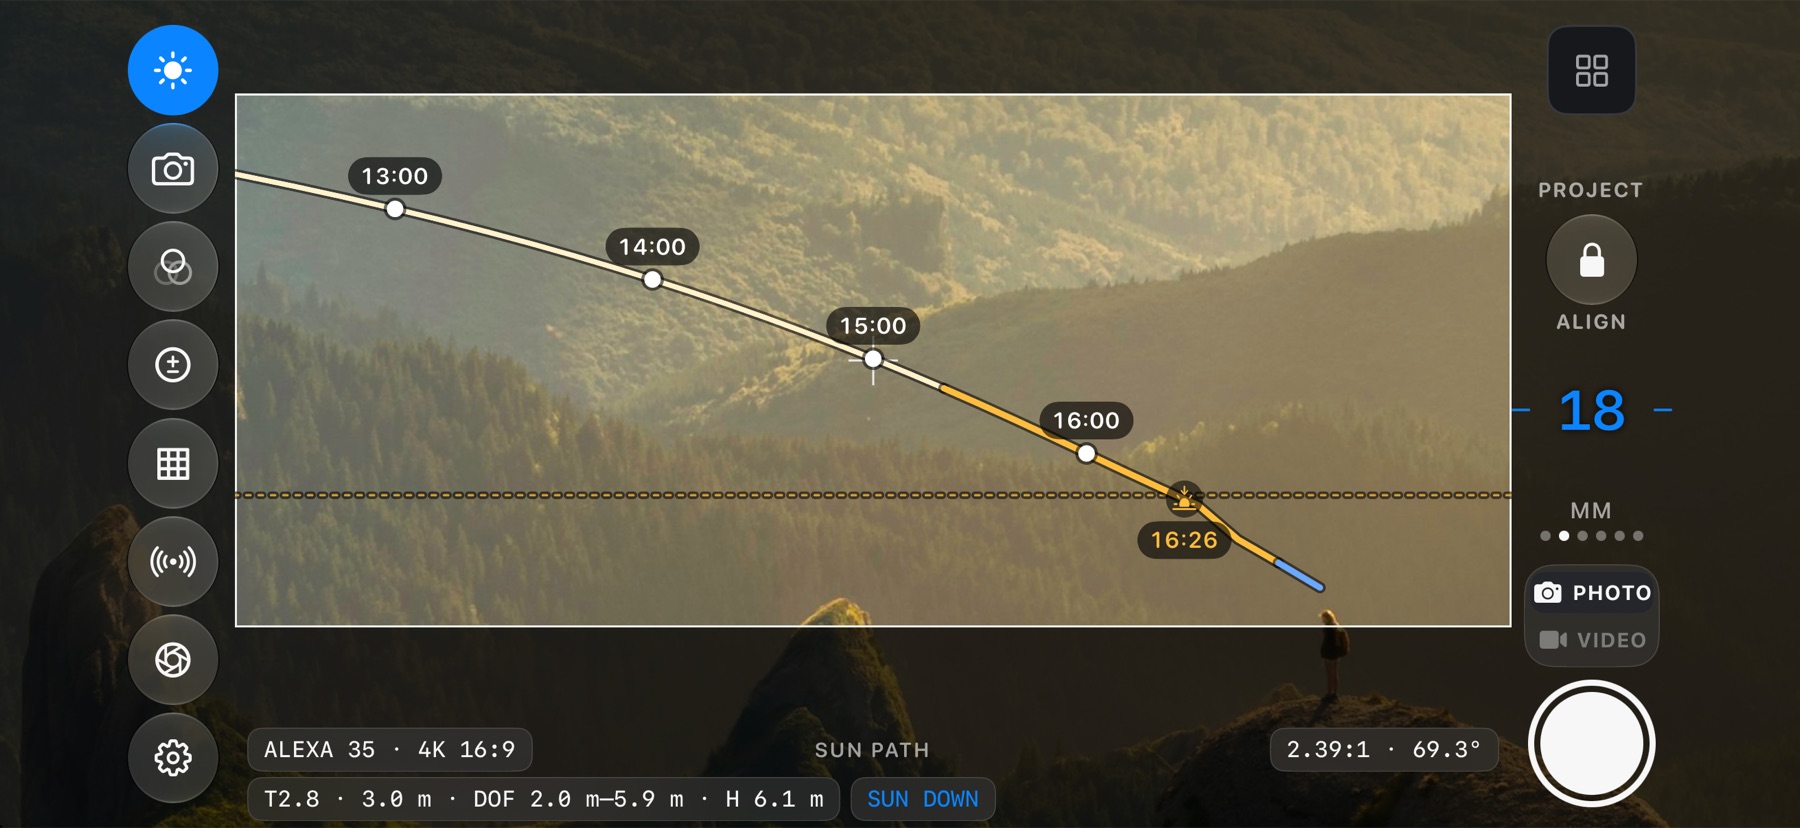 13:00
14:00
15:00
16:00
16:26
PROJECT
ALIGN
18
MM
PHOTO
VIDEO
ALEXA 35 · 4K 16:9
SUN PATH
2.39:1 · 69.3°
T2.8 · 3.0 m · DOF 2.0 m–5.9 m · H 6.1 m
SUN DOWN